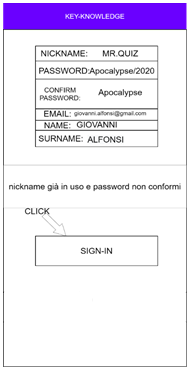 KEY-KNOWLEDGE
NICKNAME: MR.QUIZ
PASSWORD:Apocalypse/2020
CONFIRM
PASSWORD: Apocalypse
EMAIL: giovanni.alfonsi@gmail.com
NAME: GIOVANNI
SURNAME: ALFONSI
nickname già in uso e password non conformi
CLICK
SIGN-IN